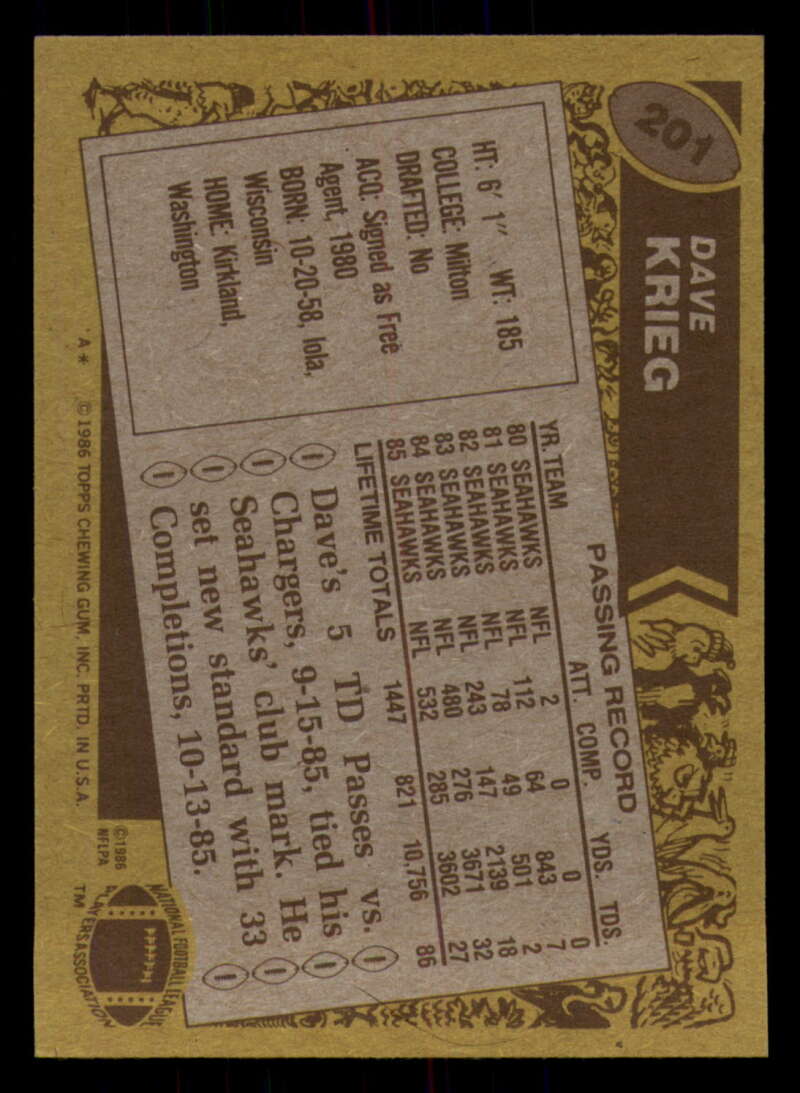 201
DAVE
KRIEG
HT: 6' 1" WT: 185
COLLEGE: Milton
DRAFTED: No
ACQ: Signed as Free
Agent, 1980
BORN: 10-20-58, Iola,
Wisconsin
HOME: Kirkland,
Washington
PASSING RECORD
YR. TEAM ATT. COMP. YDS. TDS.
80 SEAHAWKS NFL 2 0 0 0
81 SEAHAWKS NFL 112 64 843 7
82 SEAHAWKS NFL 78 49 501 2
83 SEAHAWKS NFL 243 147 2139 18
84 SEAHAWKS NFL 480 276 3671 32
85 SEAHAWKS NFL 532 285 3602 27
LIFETIME TOTALS 1447 821 10,756 86
Dave's 5 TD Passes vs.
Chargers, 9-15-85, tied his
Seahawks' club mark. He
set new standard with 33
Completions, 10-13-85.
A* ©1986 TOPPS CHEWING GUM, INC. PRTD. IN U.S.A.
©1986
NFLPA
NATIONAL FOOTBALL LEAGUE
PLAYERS ASSOCIATION
TM